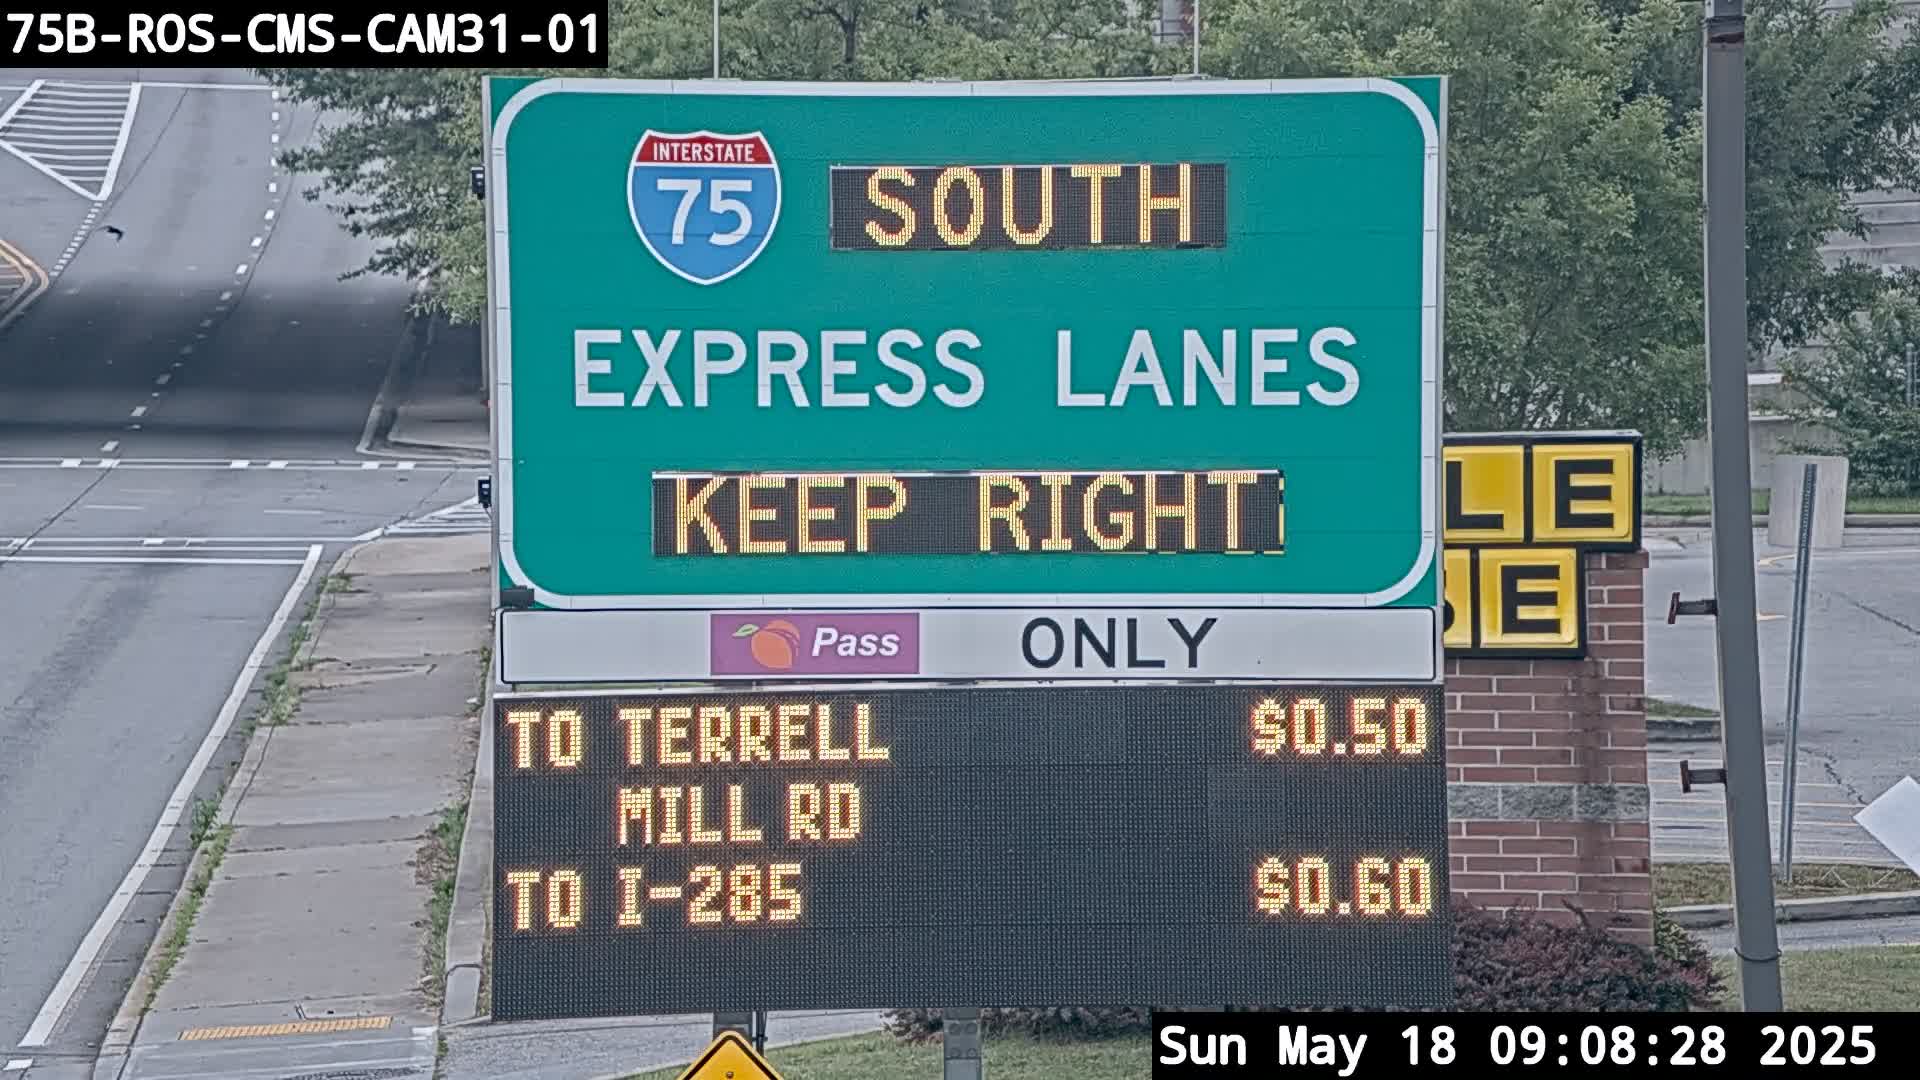 75B-ROS-CMS-CAM31-01
INTERSTATE
75
SOUTH
EXPRESS LANES
KEEP RIGHT
Pass ONLY
LE
E
TO TERRELL $0.50
MILL RD
TO I-285 $0.60
Sun May 18 09:08:28 2025